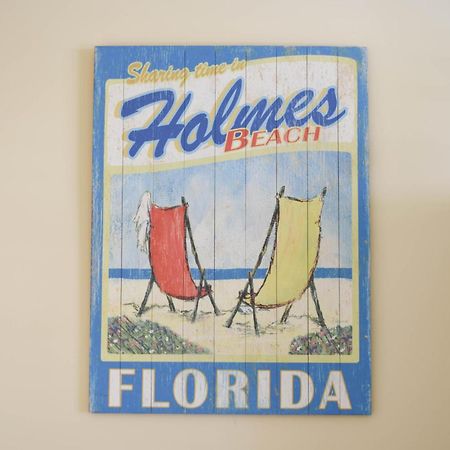 Sharing time in
Holmes
BEACH
FLORIDA